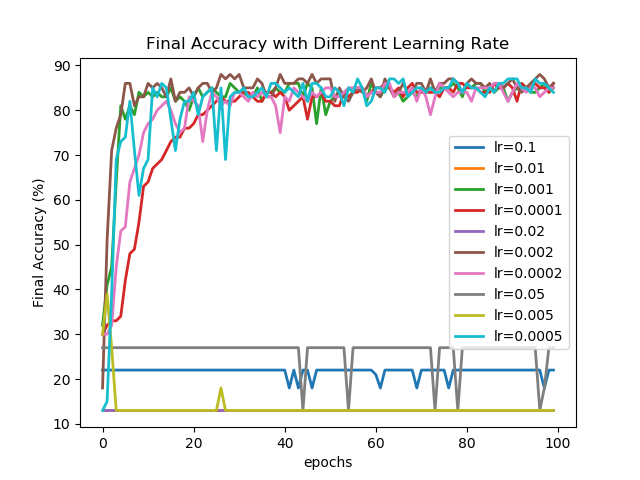 Final Accuracy with Different Learning Rate
Final Accuracy (%)
90
80
70
60
50
40
30
20
10
0
20
40
60
80
100
epochs
lr=0.1
lr=0.01
lr=0.001
lr=0.0001
lr=0.02
lr=0.002
lr=0.0002
lr=0.05
lr=0.005
lr=0.0005